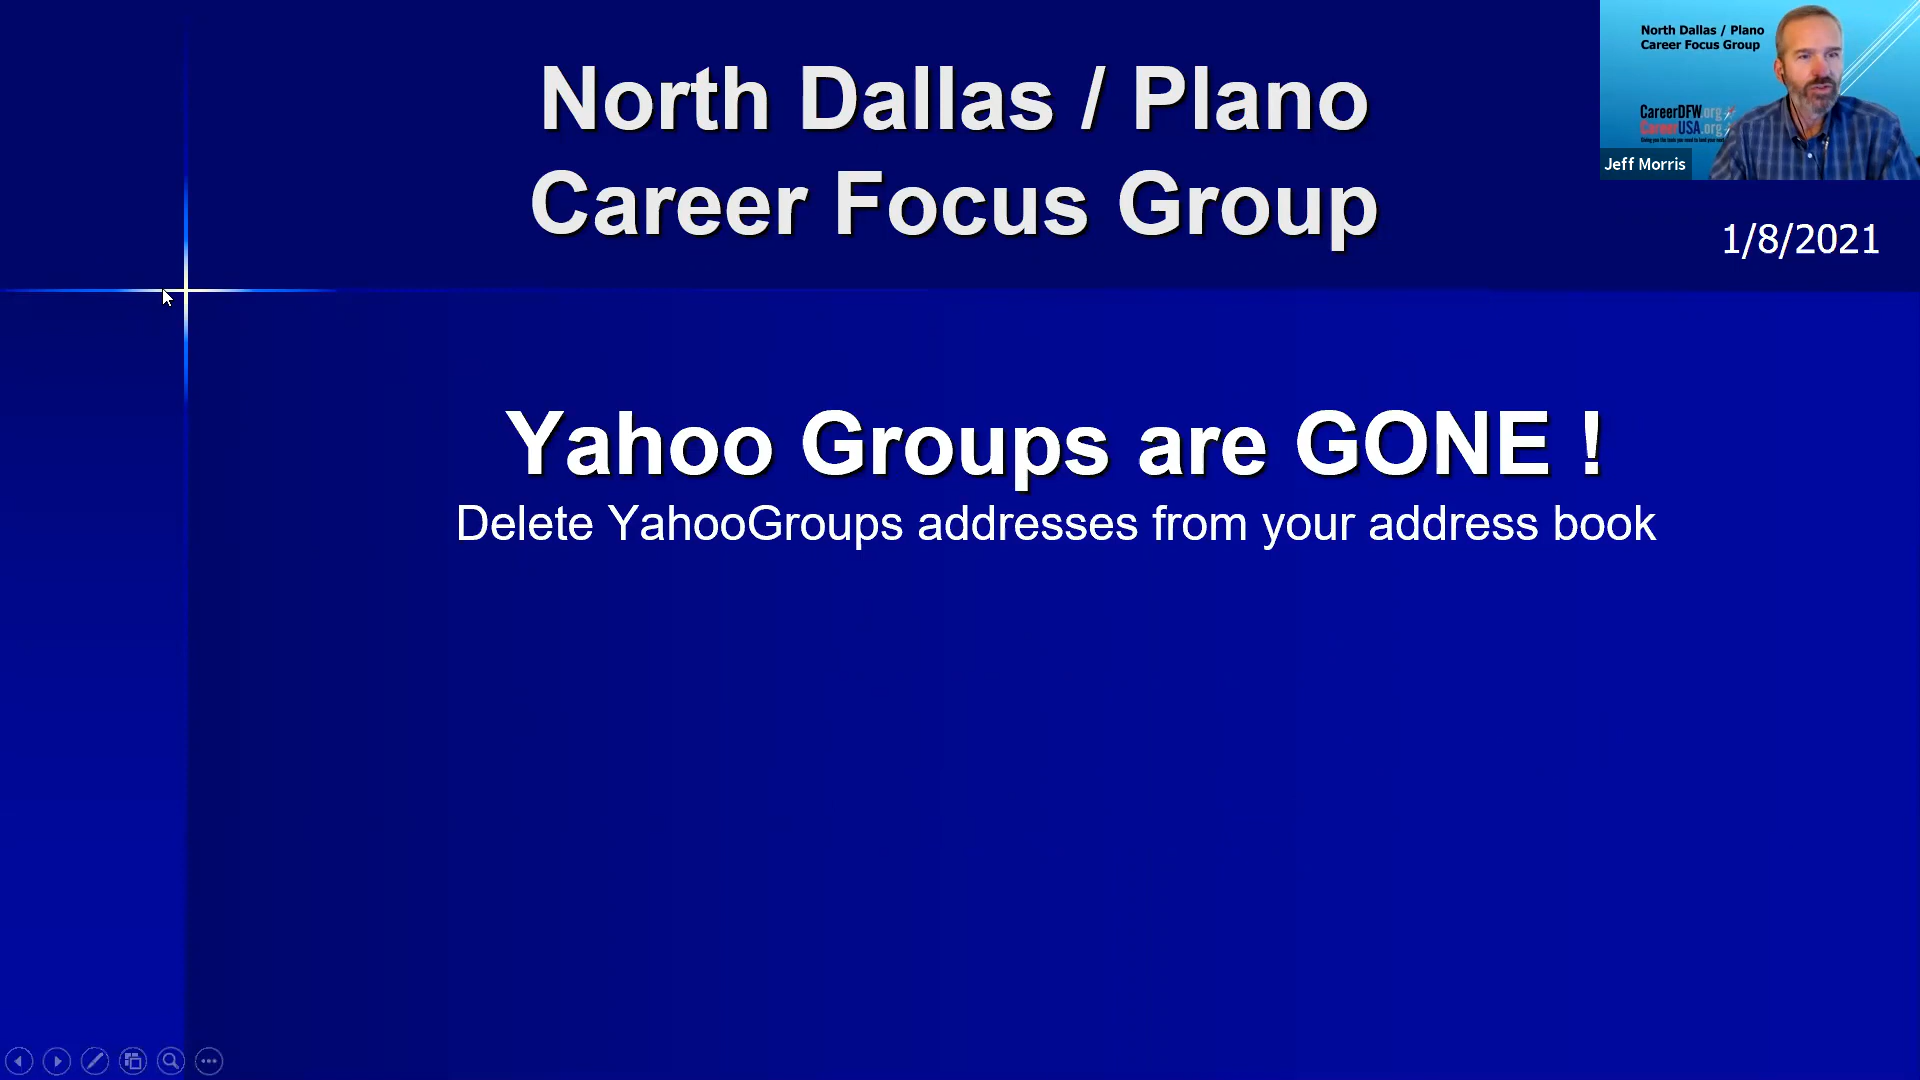 North Dallas / Plano
Career Focus Group
North Dallas / Plano
Career Focus Group
CareerDFW.org
CareerUSA.org
Jeff Morris
1/8/2021
Yahoo Groups are GONE !
Delete YahooGroups addresses from your address book